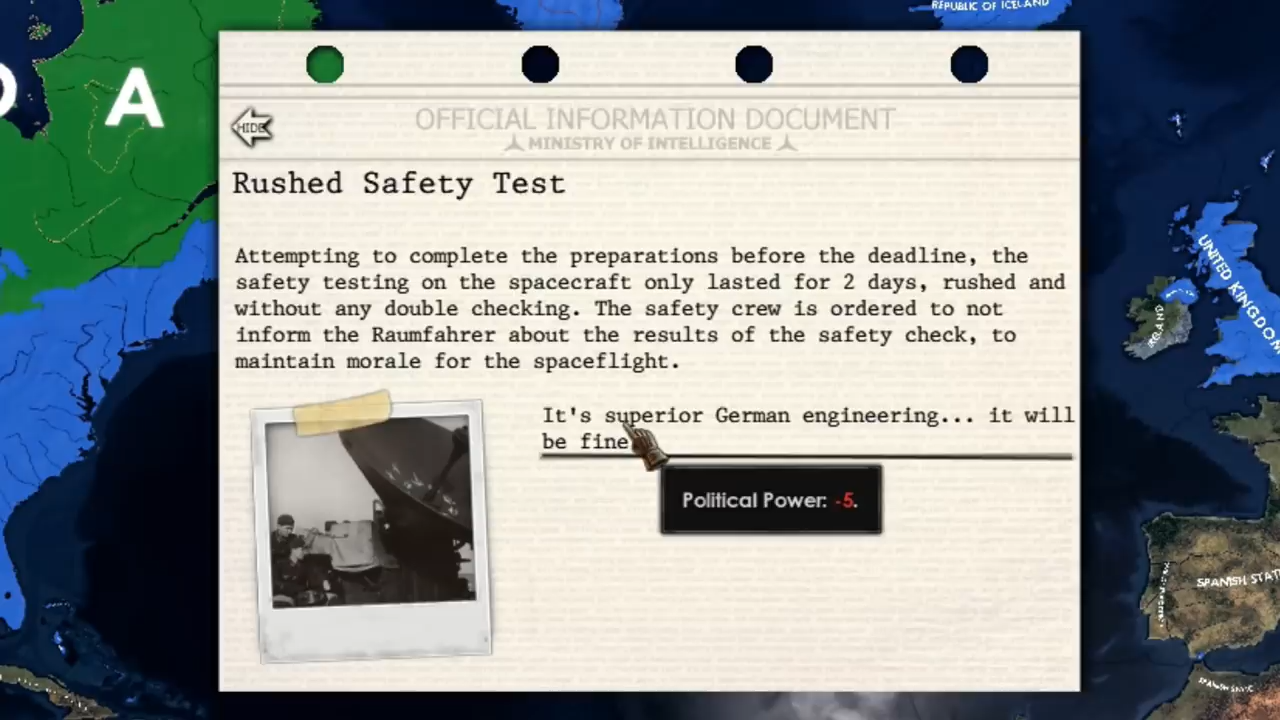 REPUBLIC OF ICELAND
A
HIDE
OFFICIAL INFORMATION DOCUMENT
MINISTRY OF INTELLIGENCE
Rushed Safety Test
Attempting to complete the preparations before the deadline, the
safety testing on the spacecraft only lasted for 2 days, rushed and
without any double checking. The safety crew is ordered to not
inform the Raumfahrer about the results of the safety check, to
maintain morale for the spaceflight.
It's superior German engineering... it will
be fine
Political Power: -5.
UNITED KINGDOM
IRELAND
SPANISH STAT